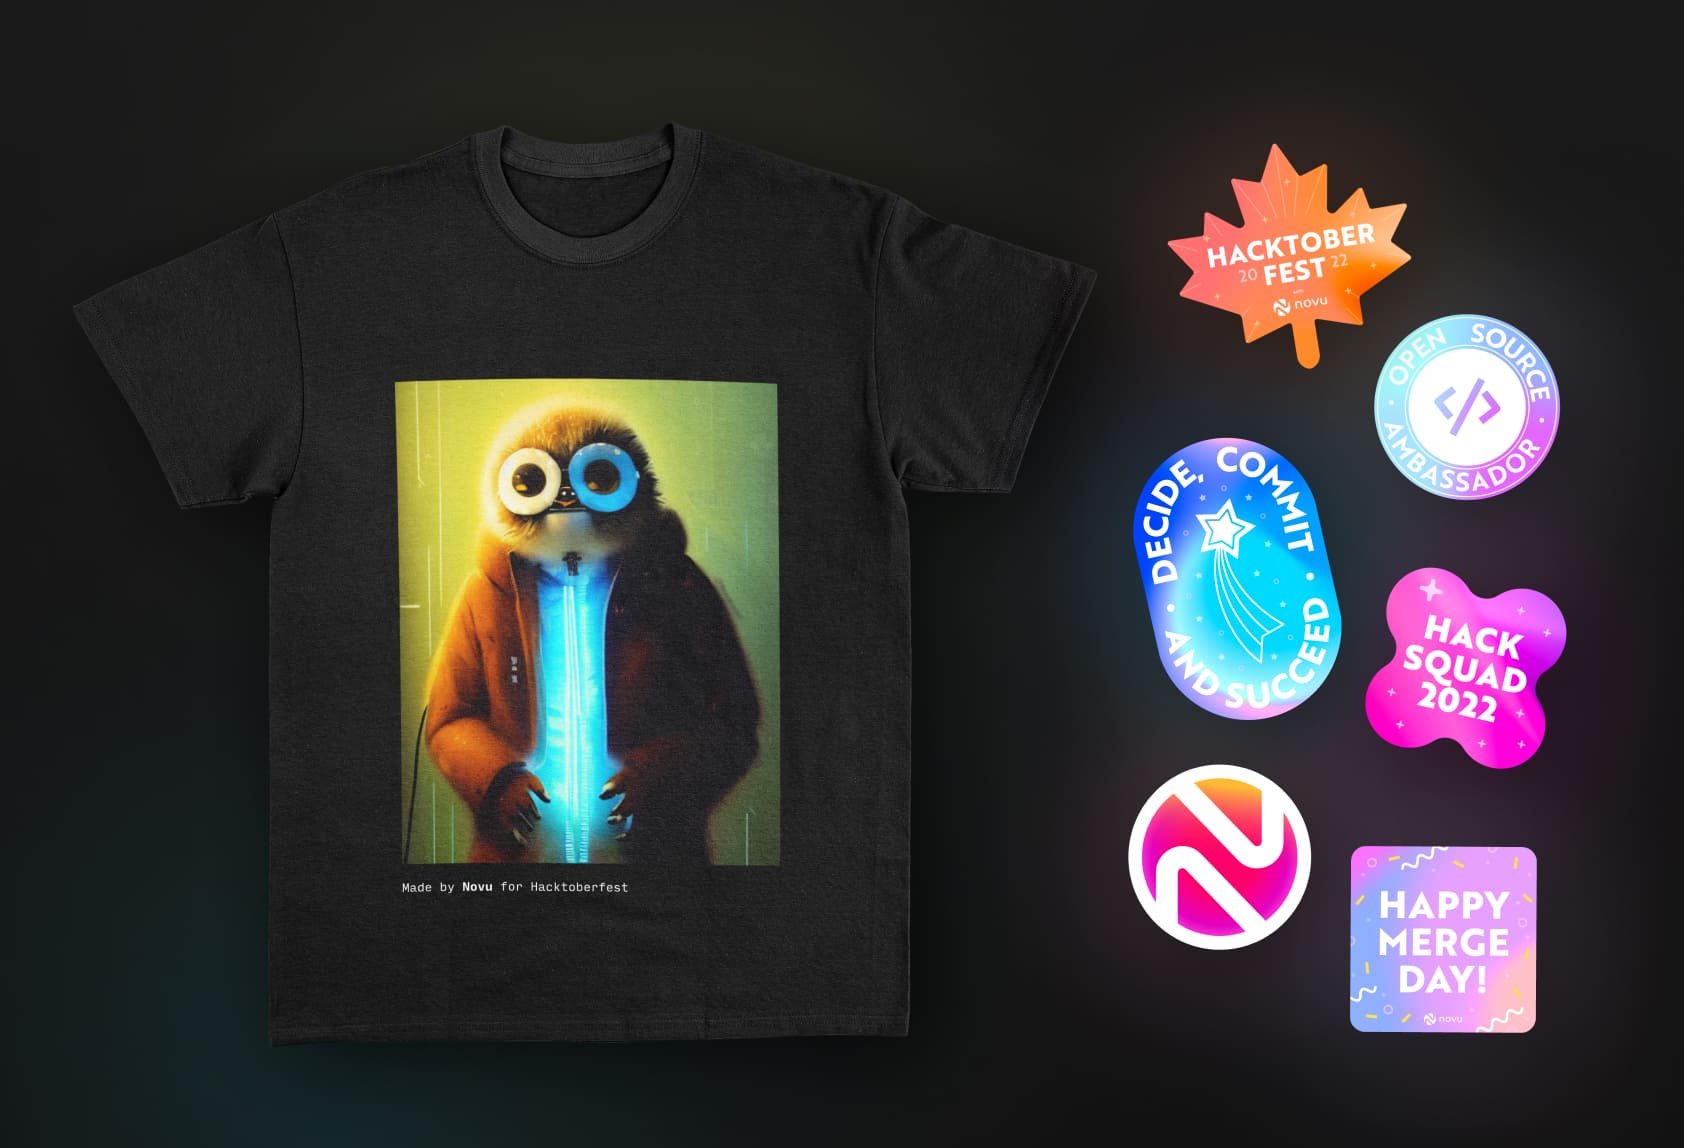 Made by Novu for Hacktoberfest
HACKTOBER
20 FEST 22
with
novu
OPEN SOURCE
AMBASSADOR
DECIDE, COMMIT
AND SUCCEED
HACK
SQUAD
2022
HAPPY
MERGE
DAY!
novu